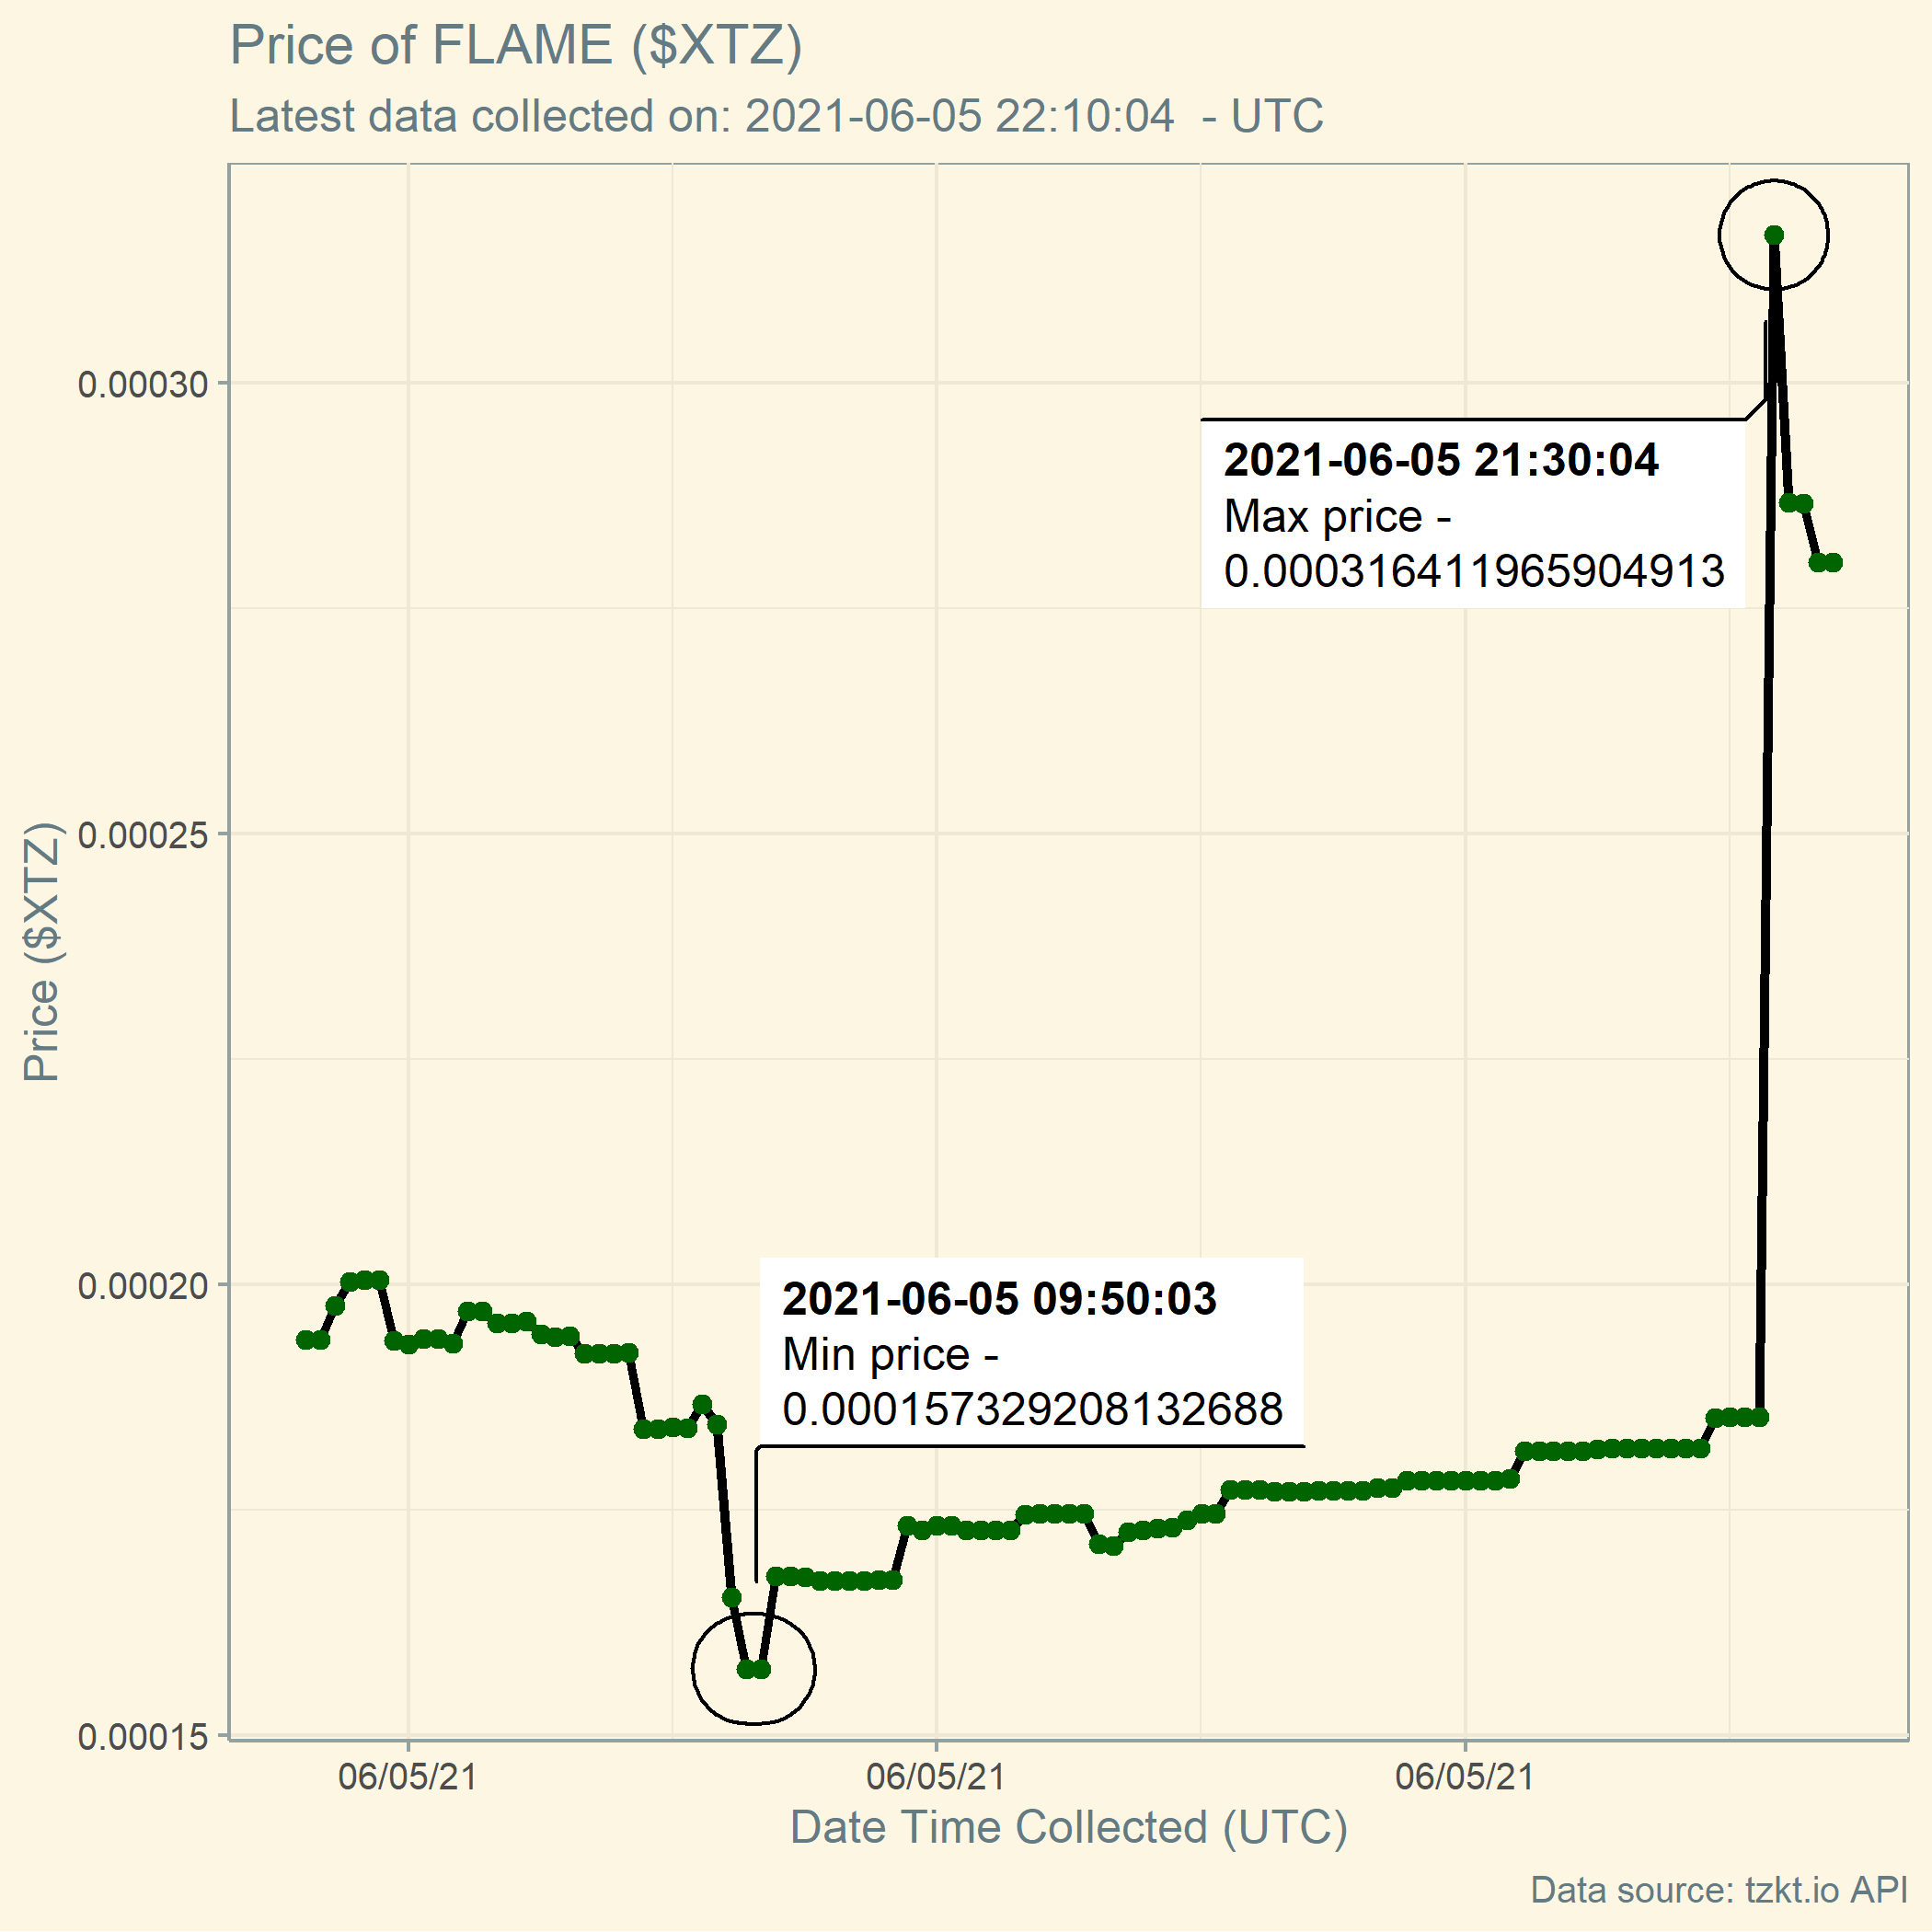 Price of FLAME ($XTZ)
Latest data collected on: 2021-06-05 22:10:04  - UTC
Price ($XTZ)
0.00030
0.00025
0.00020
0.00015
2021-06-05 21:30:04
Max price -
0.000316411965904913
2021-06-05 09:50:03
Min price -
0.000157329208132688
06/05/21
06/05/21
06/05/21
Date Time Collected (UTC)
Data source: tzkt.io API